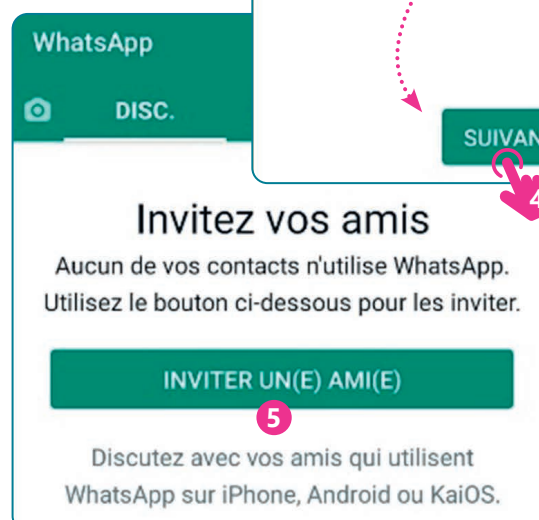 WhatsApp
DISC.
SUIVAN
4
Invitez vos amis
Aucun de vos contacts n'utilise WhatsApp.
Utilisez le bouton ci-dessous pour les inviter.
INVITER UN(E) AMI(E)
5
Discutez avec vos amis qui utilisent
WhatsApp sur iPhone, Android ou KaiOS.